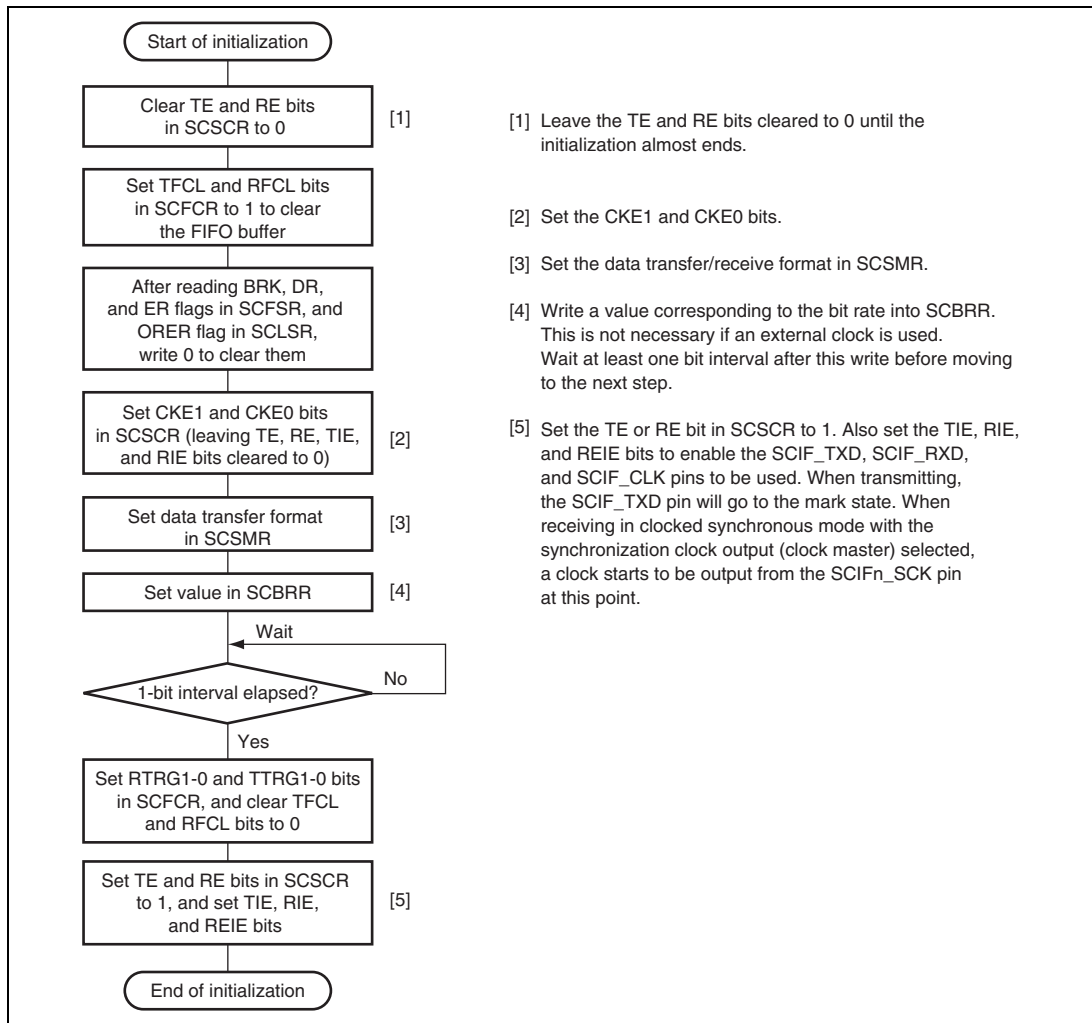 Start of initialization
Clear TE and RE bits
in SCSCR to 0
[1]
Set TFCL and RFCL bits
in SCFCR to 1 to clear
the FIFO buffer
After reading BRK, DR,
and ER flags in SCFSR, and
ORER flag in SCLSR,
write 0 to clear them
Set CKE1 and CKE0 bits
in SCSCR (leaving TE, RE, TIE,
and RIE bits cleared to 0)
[2]
Set data transfer format
in SCSMR
[3]
Set value in SCBRR
[4]
Wait
1-bit interval elapsed?
No
Yes
Set RTRG1-0 and TTRG1-0 bits
in SCFCR, and clear TFCL
and RFCL bits to 0
Set TE and RE bits in SCSCR
to 1, and set TIE, RIE,
and REIE bits
[5]
End of initialization
[1] Leave the TE and RE bits cleared to 0 until the
initialization almost ends.
[2] Set the CKE1 and CKE0 bits.
[3] Set the data transfer/receive format in SCSMR.
[4] Write a value corresponding to the bit rate into SCBRR.
This is not necessary if an external clock is used.
Wait at least one bit interval after this write before moving
to the next step.
[5] Set the TE or RE bit in SCSCR to 1. Also set the TIE, RIE,
and REIE bits to enable the SCIF_TXD, SCIF_RXD,
and SCIF_CLK pins to be used. When transmitting,
the SCIF_TXD pin will go to the mark state. When
receiving in clocked synchronous mode with the
synchronization clock output (clock master) selected,
a clock starts to be output from the SCIFn_SCK pin
at this point.